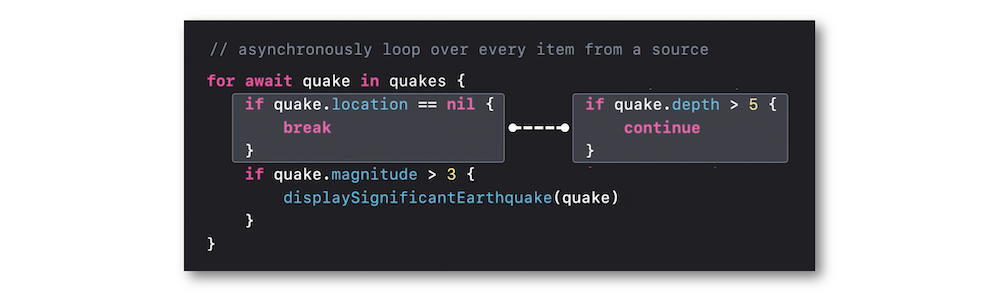 // asynchronously loop over every item from a source
for await quake in quakes {
if quake.location == nil {
break
}
if quake.depth > 5 {
continue
}
if quake.magnitude > 3 {
displaySignificantEarthquake(quake)
}
}